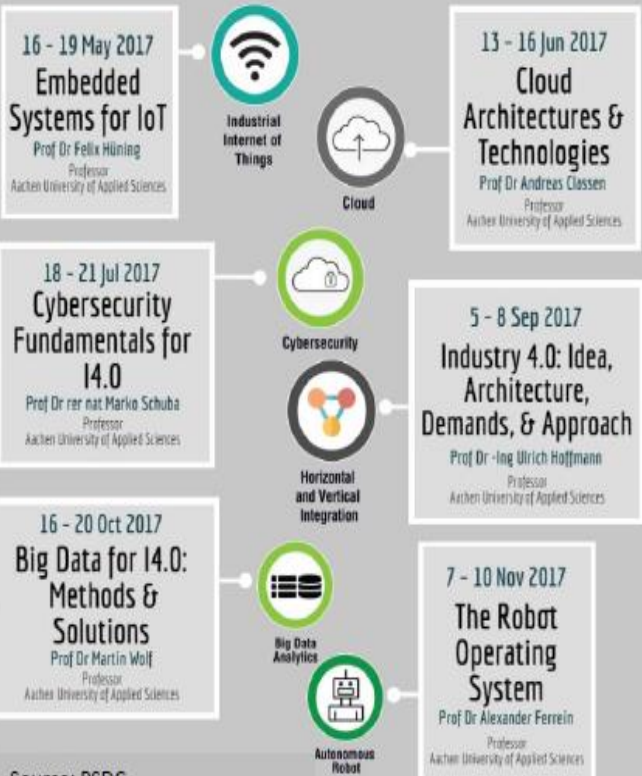 16 - 19 May 2017
Embedded
Systems for IoT
Prof Dr Felix Hüning
Professor
Aachen University of Applied Sciences
Industrial
Internet of
Things
13 - 16 Jun 2017
Cloud
Architectures &
Technologies
Prof Dr Andreas Classen
Professor
Aachen University of Applied Sciences
Cloud
18 - 21 Jul 2017
Cybersecurity
Fundamentals for
I4.0
Prof Dr rer nat Marko Schuba
Professor
Aachen University of Applied Sciences
Cybersecurity
5 - 8 Sep 2017
Industry 4.0: Idea,
Architecture,
Demands, & Approach
Prof Dr -Ing Ulrich Hoffmann
Professor
Aachen University of Applied Sciences
Horizontal
and Vertical
Integration
16 - 20 Oct 2017
Big Data for I4.0:
Methods &
Solutions
Prof Dr Martin Wolf
Professor
Aachen University of Applied Sciences
Big Data
Analytics
7 - 10 Nov 2017
The Robot
Operating
System
Prof Dr Alexander Ferrein
Professor
Aachen University of Applied Sciences
Autonomous
Robot
Source: PSDC